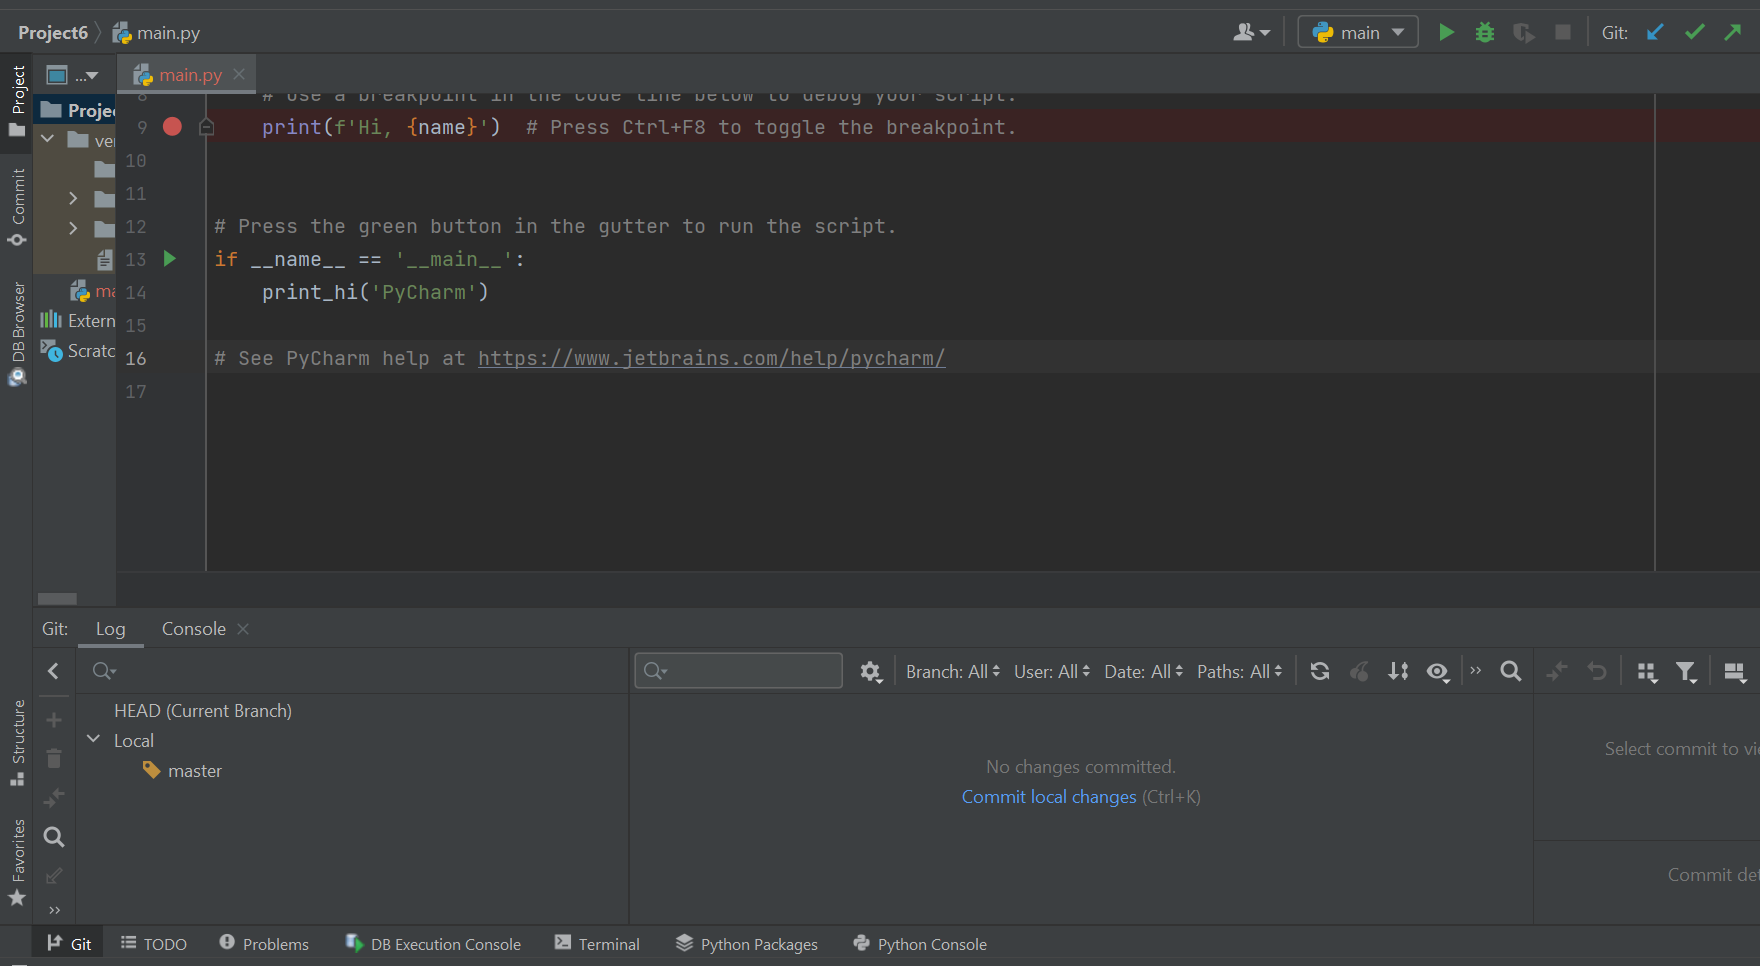 Project6 main.py
main Git:
Project
Commit
DB Browser
Structure
Favorites
...
main.py
Projec
ver
ma
Extern
Scratc
8 # Use a breakpoint in the code line below to debug your script.
9 print(f'Hi, {name}') # Press Ctrl+F8 to toggle the breakpoint.
10
11
12 # Press the green button in the gutter to run the script.
13 if __name__ == '__main__':
14 print_hi('PyCharm')
15
16 # See PyCharm help at https://www.jetbrains.com/help/pycharm/
17
Git: Log Console
Branch: All User: All Date: All Paths: All
HEAD (Current Branch)
Local
master
No changes committed.
Commit local changes (Ctrl+K)
Select commit to vie
Commit det
Git TODO Problems DB Execution Console Terminal Python Packages Python Console